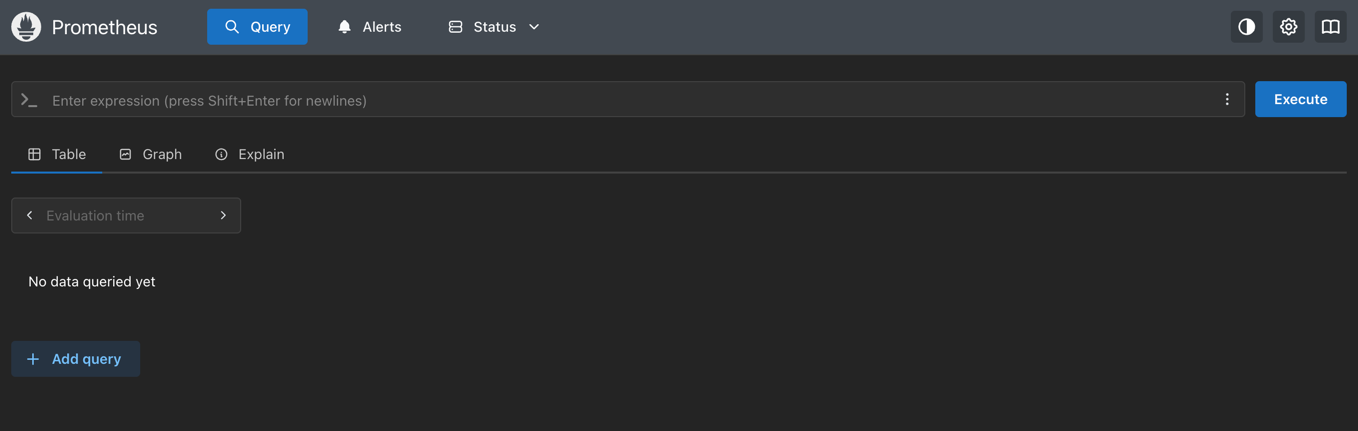 Prometheus Query Alerts Status
Enter expression (press Shift+Enter for newlines) Execute
Table Graph Explain
Evaluation time
No data queried yet
Add query